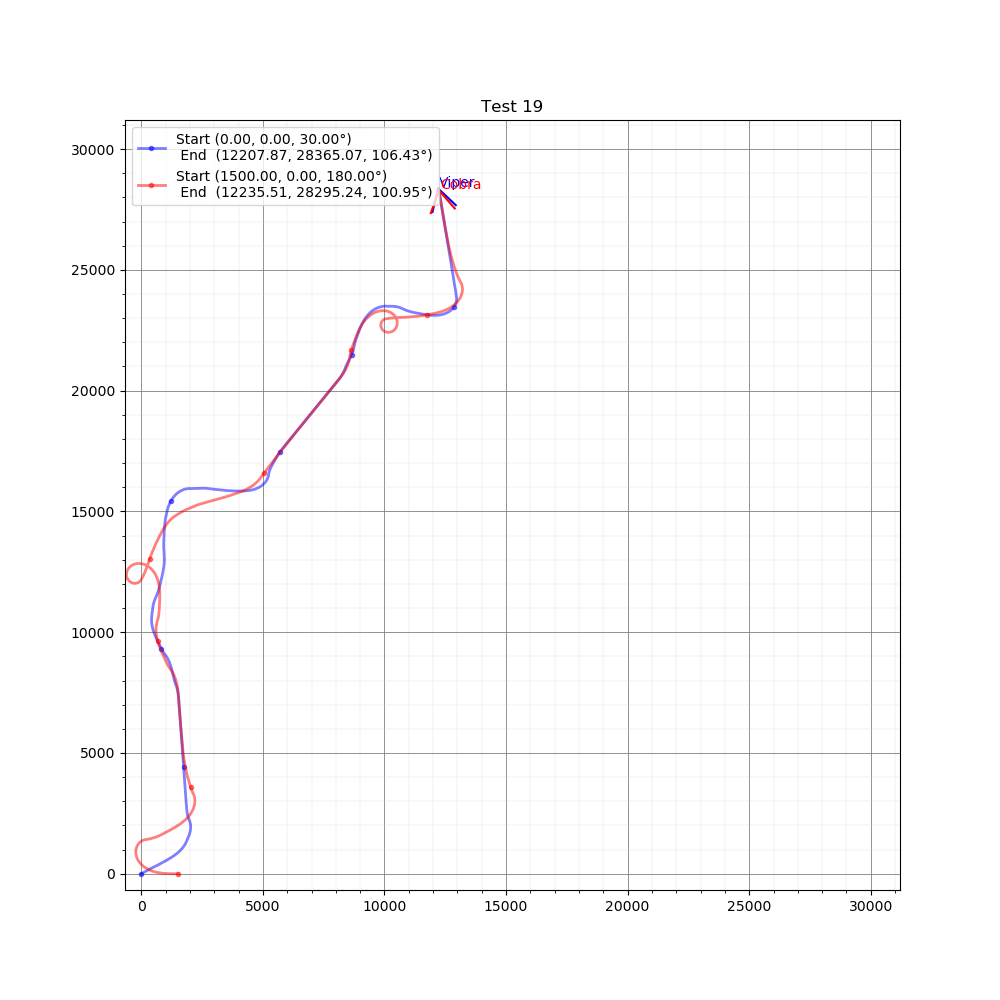 Test 19
Start (0.00, 0.00, 30.00°)
End (12207.87, 28365.07, 106.43°)
Start (1500.00, 0.00, 180.00°)
End (12235.51, 28295.24, 100.95°)
Viper
Cobra
30000
25000
20000
15000
10000
5000
0
0 5000 10000 15000 20000 25000 30000